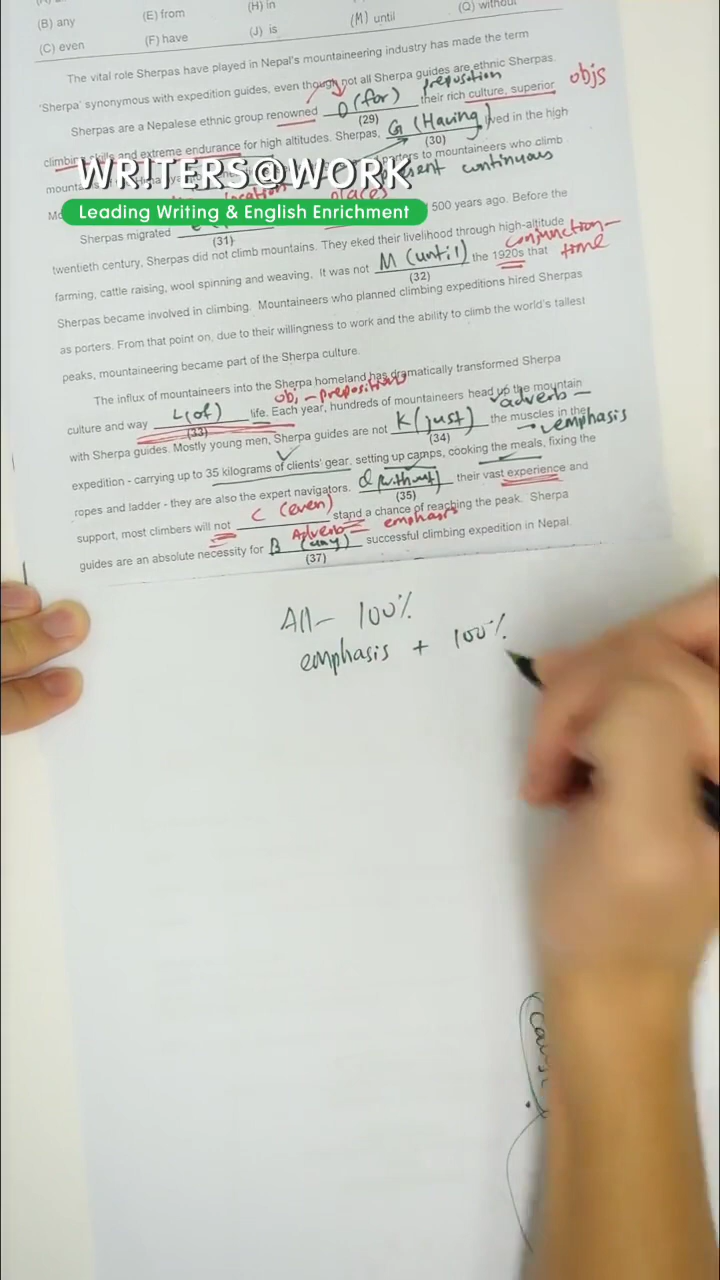 (B) any (E) from (H) in (M) until (Q) without
(C) even (F) have (J) is
The vital role Sherpas have played in Nepal's mountaineering industry has made the term
'Sherpa' synonymous with expedition guides, even though not all Sherpa guides are ethnic Sherpas.
preposition
Sherpas are a Nepalese ethnic group renowned D (for) their rich culture, superior objs
(29)
climbing skills and extreme endurance for high altitudes. Sherpas, G (Having) lived in the high
(30)
porters to mountaineers who climb
present continuous
WRITERS@WORK
location places
Leading Writing & English Enrichment
Sherpas migrated 500 years ago. Before the
(31)
twentieth century, Sherpas did not climb mountains. They eked their livelihood through high-altitude
conjunction - time
farming, cattle raising, wool spinning and weaving. It was not M (until) the 1920s that
(32)
Sherpas became involved in climbing. Mountaineers who planned climbing expeditions hired Sherpas
as porters. From that point on, due to their willingness to work and the ability to climb the world's tallest
peaks, mountaineering became part of the Sherpa culture.
The influx of mountaineers into the Sherpa homeland has dramatically transformed Sherpa
obj - preposition
culture and way L (of) life. Each year, hundreds of mountaineers head up the mountain
(33)
adverb -
with Sherpa guides. Mostly young men, Sherpa guides are not K (just) the muscles in the
(34)
→ emphasis
expedition - carrying up to 35 kilograms of clients' gear, setting up camps, cooking the meals, fixing the
ropes and ladder - they are also the expert navigators. Q (without) their vast experience and
(35)
support, most climbers will not C (even) stand a chance of reaching the peak. Sherpa
Adverb - emphasis
guides are an absolute necessity for B (any) successful climbing expedition in Nepal.
(37)
All - 100%
emphasis + 100%